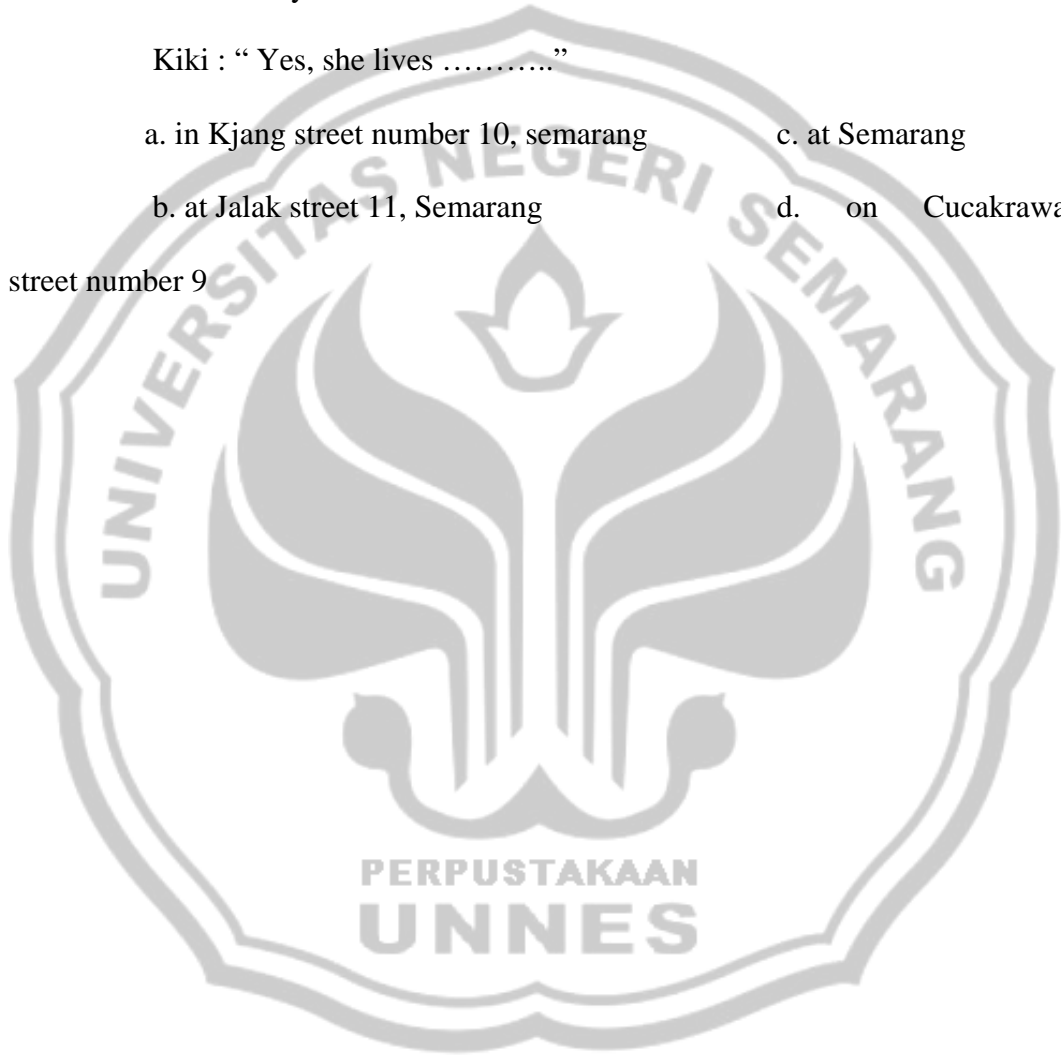 Kiki : “ Yes, she lives ………..”
a. in Kjang street number 10, semarang c. at Semarang
b. at Jalak street 11, Semarang d. on Cucakrawa
street number 9
UNIVERSITAS NEGERI SEMARANG
PERPUSTAKAAN
UNNES